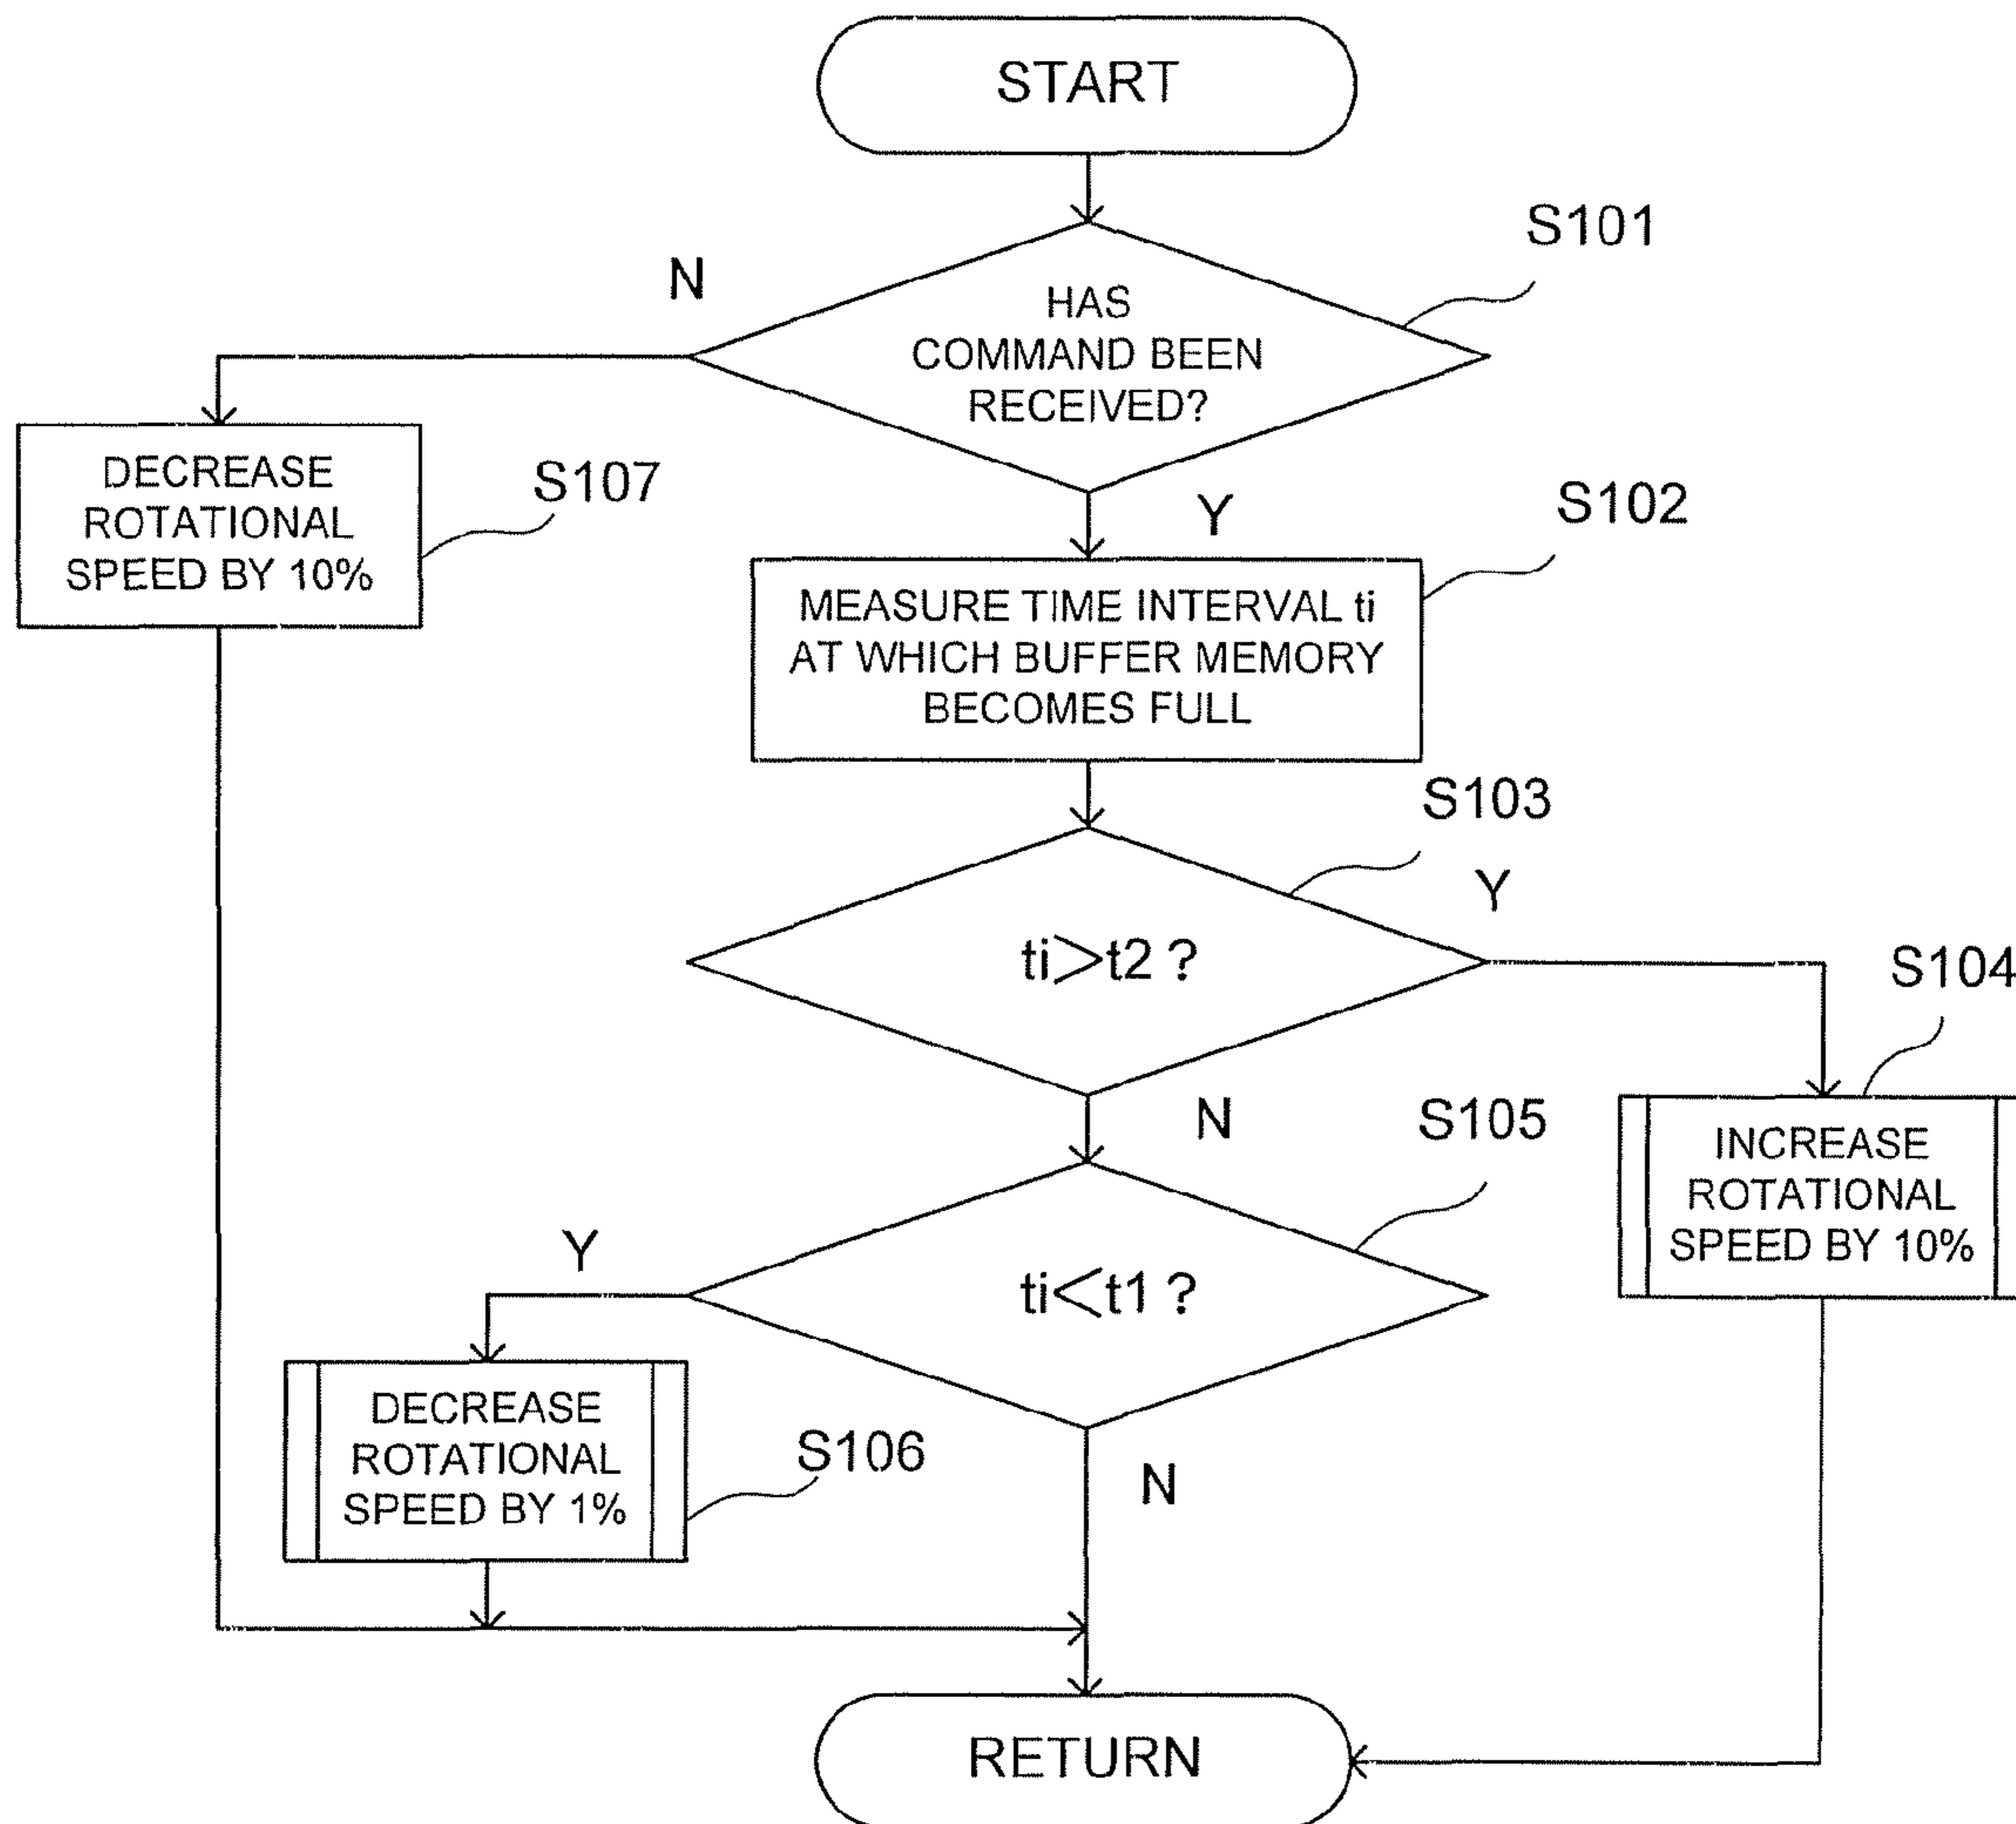 START
S101
N
HAS
COMMAND BEEN
RECEIVED?
DECREASE
ROTATIONAL
SPEED BY 10%
S107
Y
S102
MEASURE TIME INTERVAL ti
AT WHICH BUFFER MEMORY
BECOMES FULL
S103
Y
ti>t2 ?
S104
N
S105
INCREASE
ROTATIONAL
SPEED BY 10%
Y
ti<t1 ?
DECREASE
ROTATIONAL
SPEED BY 1%
S106
N
RETURN